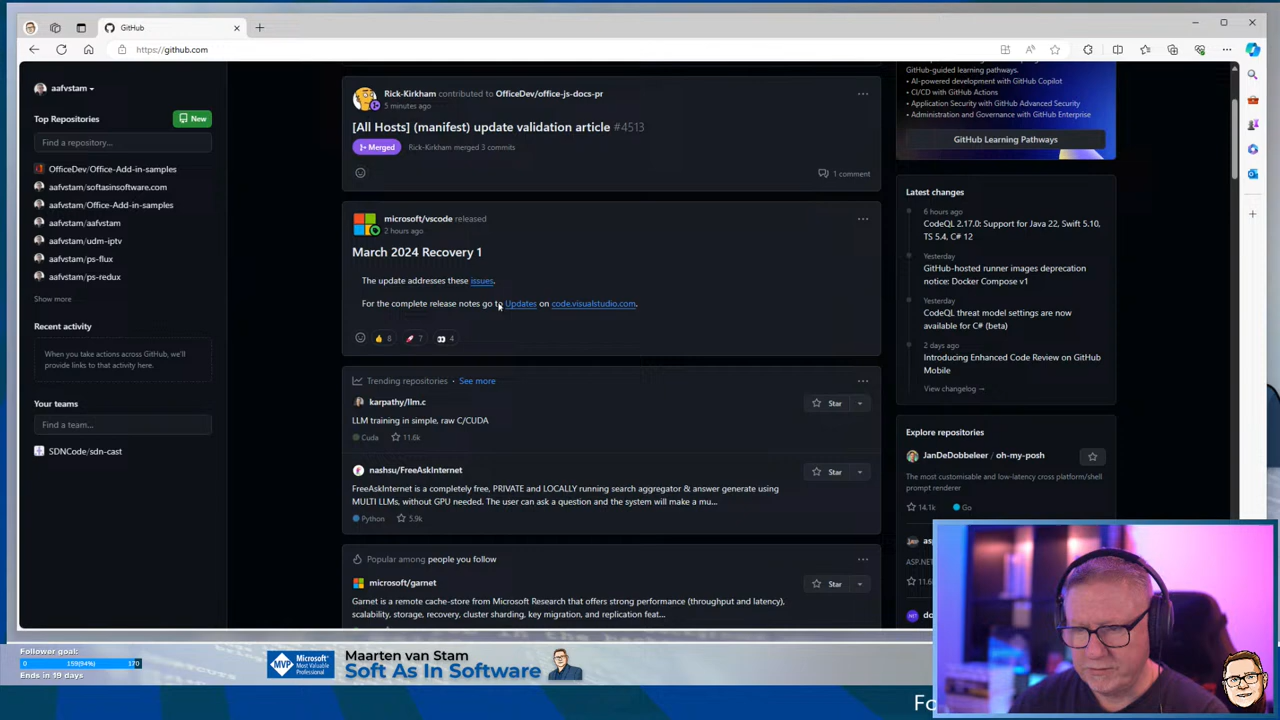 GitHub
https://github.com
aafvstam
Top Repositories
New
Find a repository...
OfficeDev/Office-Add-in-samples
aafvstam/softasinsoftware.com
aafvstam/Office-Add-in-samples
aafvstam/aafvstam
aafvstam/udm-iptv
aafvstam/ps-flux
aafvstam/ps-redux
Show more
Recent activity
When you take actions across GitHub, we'll
provide links to that activity here.
Your teams
Find a team...
SDNCode/sdn-cast
Rick-Kirkham contributed to OfficeDev/office-js-docs-pr
5 minutes ago
[All Hosts] (manifest) update validation article #4513
Merged Rick-Kirkham merged 3 commits
1 comment
microsoft/vscode released
2 hours ago
March 2024 Recovery 1
The update addresses these issues.
For the complete release notes go to Updates on code.visualstudio.com.
7
4
Trending repositories · See more
karpathy/llm.c
Star
LLM training in simple, raw C/CUDA
Cuda 11.6k
nashsu/FreeAskInternet
Star
FreeAskInternet is a completely free, PRIVATE and LOCALLY running search aggregator & answer generate using
MULTI LLMs, without GPU needed. The user can ask a question and the system will make a mu...
Python 5.9k
Popular among people you follow
microsoft/garnet
Star
Garnet is a remote cache-store from Microsoft Research that offers strong performance (throughput and latency),
scalability, storage, recovery, cluster sharding, key migration, and replication feat...
GitHub-guided learning pathways.
• AI-powered development with GitHub Copilot
• CI/CD with GitHub Actions
• Application Security with GitHub Advanced Security
• Administration and Governance with GitHub Enterprise
GitHub Learning Pathways
Latest changes
6 hours ago
CodeQL 2.17.0: Support for Java 22, Swift 5.10,
TS 5.4, C# 12
Yesterday
GitHub-hosted runner images deprecation
notice: Docker Compose v1
Yesterday
CodeQL threat model settings are now
available for C# (beta)
2 days ago
Introducing Enhanced Code Review on GitHub
Mobile
View changelog →
Explore repositories
JanDeDobbeleer / oh-my-posh
The most customisable and low-latency cross platform/shell
prompt renderer
14.1k Go
ASP.NET
Follower goal:
0 159(94%) 170
Ends in 19 days
MVP
Microsoft
Most Valuable
Professional
Maarten van Stam
Soft As In Software